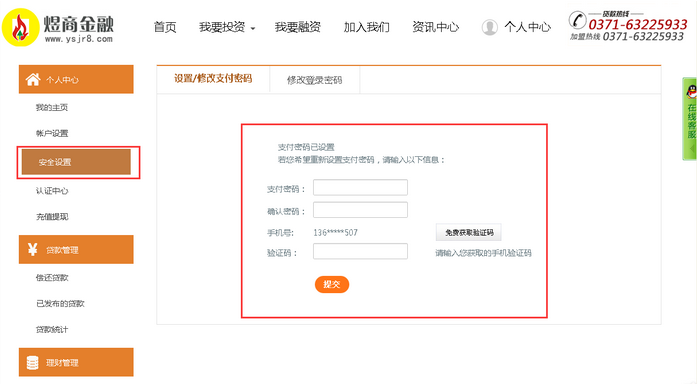 煜商金融
www.ysjr8.com
首页 我要投资 我要融资 加入我们 资讯中心 个人中心
贷款热线
0371-63225933
加盟热线 0371-63225933
个人中心
我的主页
帐户设置
安全设置
认证中心
充值提现
贷款管理
偿还贷款
已发布的贷款
贷款统计
理财管理
设置/修改支付密码 修改登录密码
支付密码已设置
若您希望重新设置支付密码，请输入以下信息：
支付密码：
确认密码：
手机号: 136*****507 免费获取验证码
验证码： 请输入您获取的手机验证码
提交
在线客服